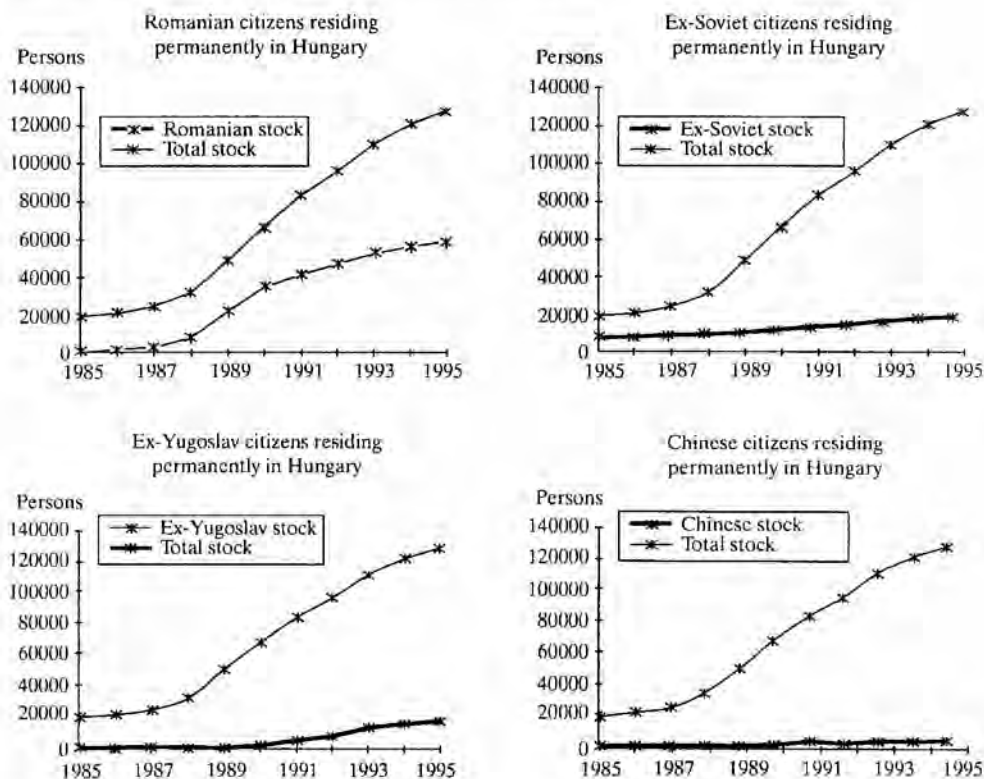 Romanian citizens residing
permanently in Hungary
Persons
140000
120000
100000
80000
60000
40000
20000
0
Romanian stock
Total stock
1985 1987 1989 1991 1993 1995
Ex-Soviet citizens residing
permanently in Hungary
Persons
140000
120000
100000
80000
60000
40000
20000
0
Ex-Soviet stock
Total stock
1985 1987 1989 1991 1993 1995
Ex-Yugoslav citizens residing
permanently in Hungary
Persons
140000
120000
100000
80000
60000
40000
20000
0
Ex-Yugoslav stock
Total stock
1985 1987 1989 1991 1993 1995
Chinese citizens residing
permanently in Hungary
Persons
140000
120000
100000
80000
60000
40000
20000
0
Chinese stock
Total stock
1985 1987 1989 1991 1993 1995